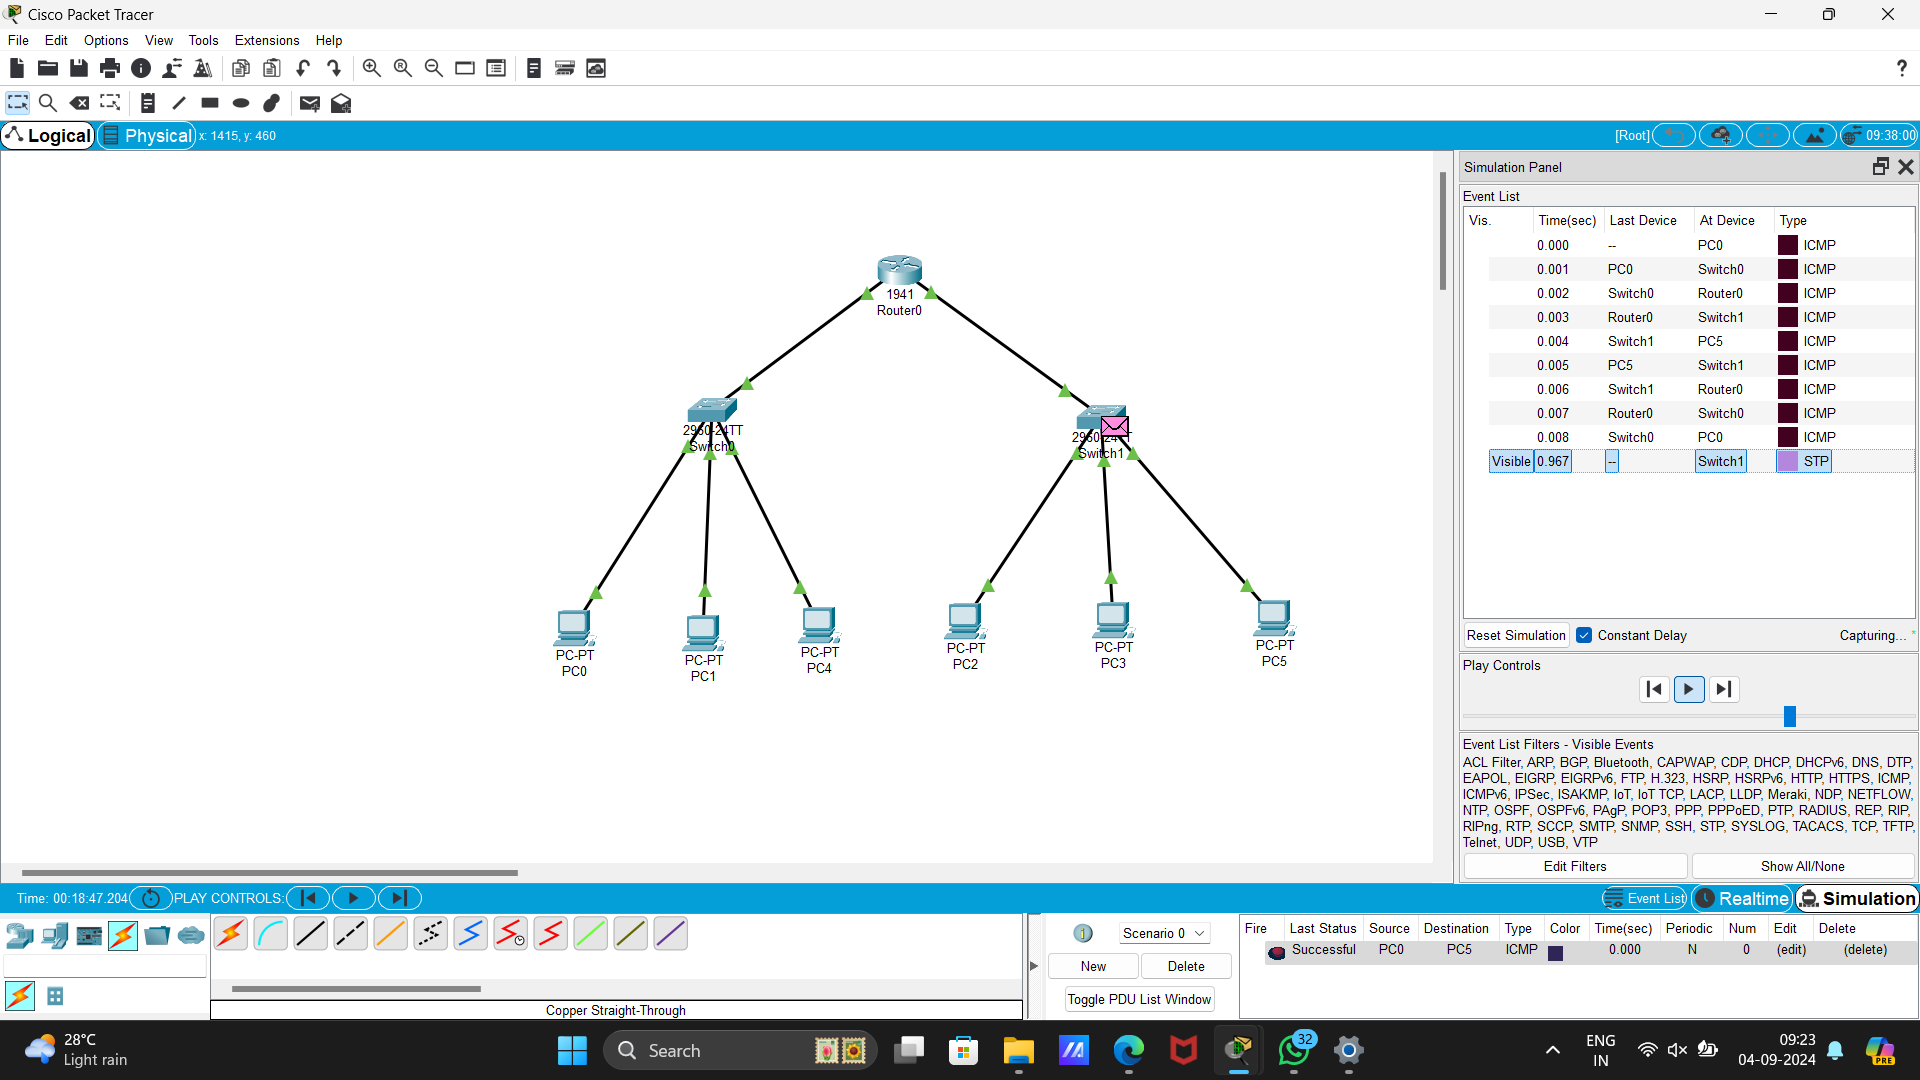 Cisco Packet Tracer
File Edit Options View Tools Extensions Help
Logical Physical x: 1415, y: 460 [Root] 09:38:00
1941
Router0
2960-24TT
Switch0
Switch1
PC-PT
PC0
PC-PT
PC1
PC-PT
PC4
PC-PT
PC2
PC-PT
PC3
PC-PT
PC5
Simulation Panel
Event List
Vis. Time(sec) Last Device At Device Type
0.000 -- PC0 ICMP
0.001 PC0 Switch0 ICMP
0.002 Switch0 Router0 ICMP
0.003 Router0 Switch1 ICMP
0.004 Switch1 PC5 ICMP
0.005 PC5 Switch1 ICMP
0.006 Switch1 Router0 ICMP
0.007 Router0 Switch0 ICMP
0.008 Switch0 PC0 ICMP
Visible 0.967 -- Switch1 STP
Reset Simulation Constant Delay Capturing... *
Play Controls
Event List Filters - Visible Events
ACL Filter, ARP, BGP, Bluetooth, CAPWAP, CDP, DHCP, DHCPv6, DNS, DTP,
EAPOL, EIGRP, EIGRPv6, FTP, H.323, HSRP, HSRPv6, HTTP, HTTPS, ICMP,
ICMPv6, IPSec, ISAKMP, IoT, IoT TCP, LACP, LLDP, Meraki, NDP, NETFLOW,
NTP, OSPF, OSPFv6, PAgP, POP3, PPP, PPPoED, PTP, RADIUS, REP, RIP,
RIPng, RTP, SCCP, SMTP, SNMP, SSH, STP, SYSLOG, TACACS, TCP, TFTP,
Telnet, UDP, USB, VTP
Edit Filters Show All/None
Time: 00:18:47.204 PLAY CONTROLS: Event List Realtime Simulation
Copper Straight-Through
Scenario 0
New Delete
Toggle PDU List Window
Fire Last Status Source Destination Type Color Time(sec) Periodic Num Edit Delete
Successful PC0 PC5 ICMP 0.000 N 0 (edit) (delete)
28°C
Light rain
Search
32
ENG
IN
09:23
04-09-2024
PRE